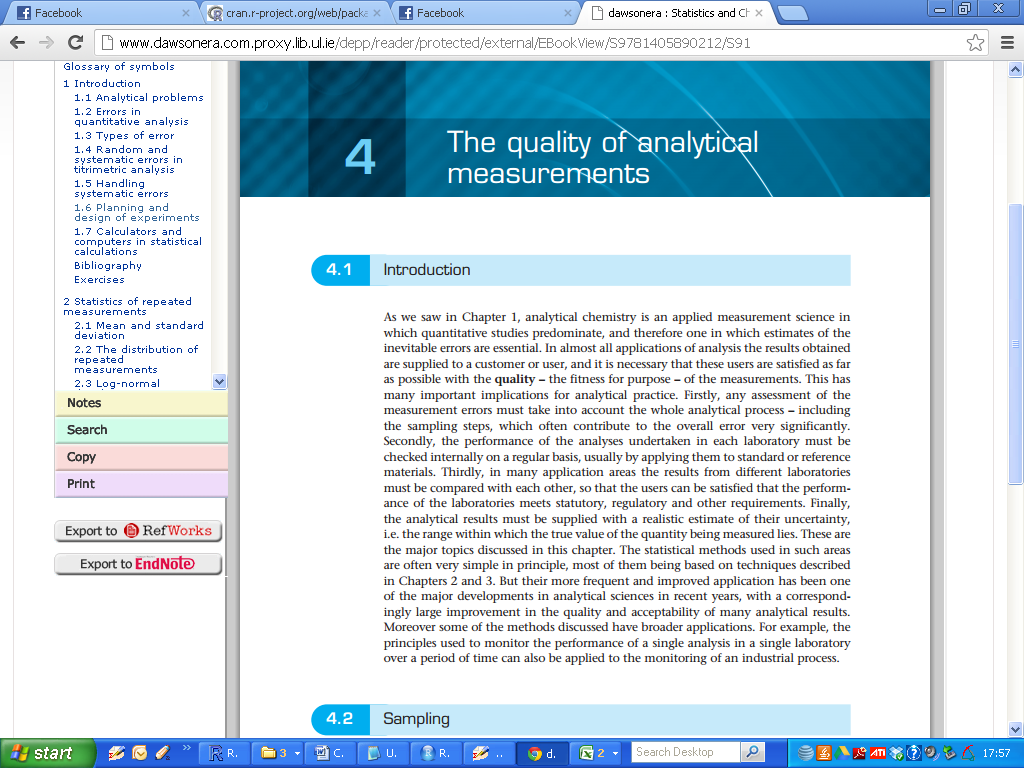 Facebook
cran.r-project.org/web/packa
Facebook
dawsonera : Statistics and Ch
www.dawsonera.com.proxy.lib.ul.ie/depp/reader/protected/external/EBookView/S9781405890212/S91
Glossary of symbols
1 Introduction
1.1 Analytical problems
1.2 Errors in
quantitative analysis
1.3 Types of error
1.4 Random and
systematic errors in
titrimetric analysis
1.5 Handling
systematic errors
1.6 Planning and
design of experiments
1.7 Calculators and
computers in statistical
calculations
Bibliography
Exercises
2 Statistics of repeated
measurements
2.1 Mean and standard
deviation
2.2 The distribution of
repeated
measurements
2.3 Log-normal
Notes
Search
Copy
Print
Export to RefWorks
Export to EndNote
4
The quality of analytical
measurements
4.1 Introduction
As we saw in Chapter 1, analytical chemistry is an applied measurement science in
which quantitative studies predominate, and therefore one in which estimates of the
inevitable errors are essential. In almost all applications of analysis the results obtained
are supplied to a customer or user, and it is necessary that these users are satisfied as far
as possible with the quality – the fitness for purpose – of the measurements. This has
many important implications for analytical practice. Firstly, any assessment of the
measurement errors must take into account the whole analytical process – including
the sampling steps, which often contribute to the overall error very significantly.
Secondly, the performance of the analyses undertaken in each laboratory must be
checked internally on a regular basis, usually by applying them to standard or reference
materials. Thirdly, in many application areas the results from different laboratories
must be compared with each other, so that the users can be satisfied that the perform-
ance of the laboratories meets statutory, regulatory and other requirements. Finally,
the analytical results must be supplied with a realistic estimate of their uncertainty,
i.e. the range within which the true value of the quantity being measured lies. These are
the major topics discussed in this chapter. The statistical methods used in such areas
are often very simple in principle, most of them being based on techniques described
in Chapters 2 and 3. But their more frequent and improved application has been one
of the major developments in analytical sciences in recent years, with a correspond-
ingly large improvement in the quality and acceptability of many analytical results.
Moreover some of the methods discussed have broader applications. For example, the
principles used to monitor the performance of a single analysis in a single laboratory
over a period of time can also be applied to the monitoring of an industrial process.
4.2 Sampling
start
R.
3
C.
U.
R.
..
d.
2
Search Desktop
17:57